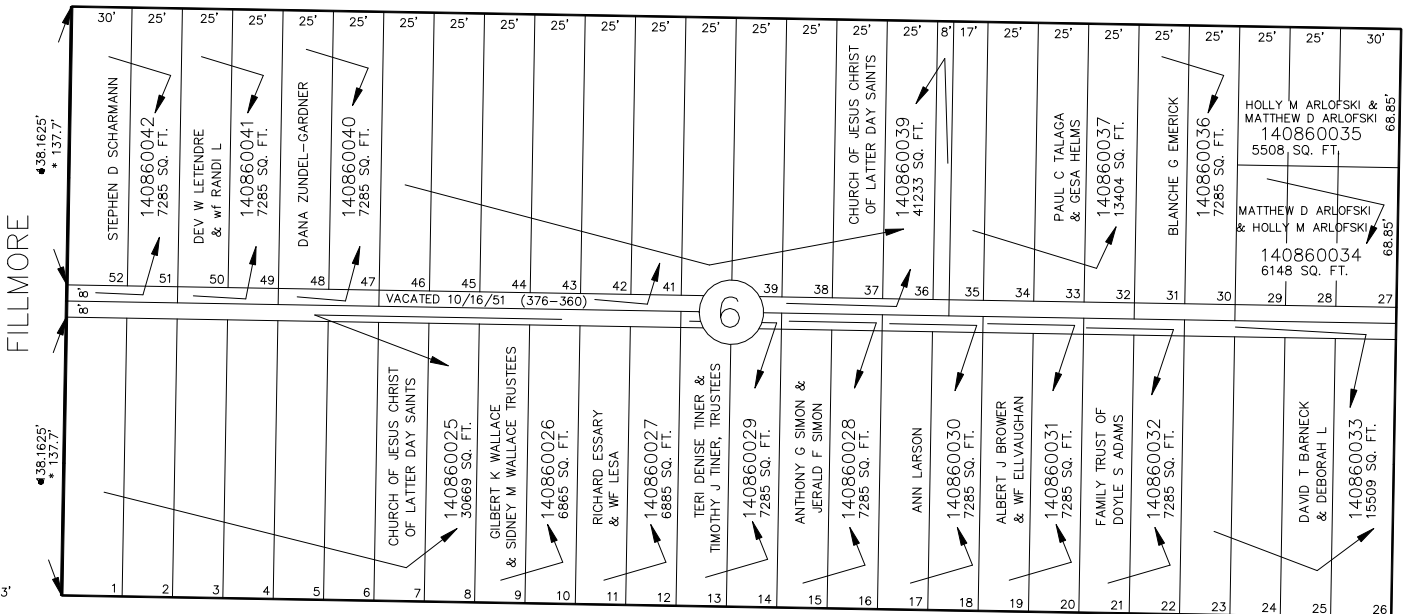 30' 25' 25' 25' 25' 25' 25' 25' 25' 25' 25' 25' 25' 25' 25' 25' 25' 8' 17' 25' 25' 25' 25' 25' 25' 25' 30'
FILLMORE
138.1625'
* 137.7'
STEPHEN D SCHARMANN
140860042
7285 SQ. FT.
DEV W LETENDRE
& wf RANDI L
140860041
7285 SQ. FT.
DANA ZUNDEL-GARDNER
140860040
7285 SQ. FT.
CHURCH OF JESUS CHRIST
OF LATTER DAY SAINTS
140860039
41233 SQ. FT.
PAUL C TALAGA
& GESA HELMS
140860037
13404 SQ. FT.
BLANCHE G EMERICK
140860036
7285 SQ. FT.
HOLLY M ARLOFSKI &
MATTHEW D ARLOFSKI
140860035
5508 SQ. FT.
68.85'
MATTHEW D ARLOFSKI
& HOLLY M ARLOFSKI
140860034
6148 SQ. FT.
68.85'
52 51 50 49 48 47 46 45 44 43 42 41 39 38 37 36 35 34 33 32 31 30 29 28 27
8'
8'
VACATED 10/16/51 (376-360)
6
138.1625'
* 137.7'
CHURCH OF JESUS CHRIST
OF LATTER DAY SAINTS
140860025
30669 SQ. FT.
GILBERT K WALLACE
& SIDNEY M WALLACE TRUSTEES
140860026
6865 SQ. FT.
RICHARD ESSARY
& WF LESA
140860027
6885 SQ. FT.
TERI DENISE TINER &
TIMOTHY J TINER, TRUSTEES
140860029
7285 SQ. FT.
ANTHONY G SIMON &
JERALD F SIMON
140860028
7285 SQ. FT.
ANN LARSON
140860030
7285 SQ. FT.
ALBERT J BROWER
& WF ELLVAUGHAN
140860031
7285 SQ. FT.
FAMILY TRUST OF
DOYLE S ADAMS
140860032
7285 SQ. FT.
DAVID T BARNECK
& DEBORAH L
140860033
15509 SQ. FT.
3' 1 2 3 4 5 6 7 8 9 10 11 12 13 14 15 16 17 18 19 20 21 22 23 24 25 26